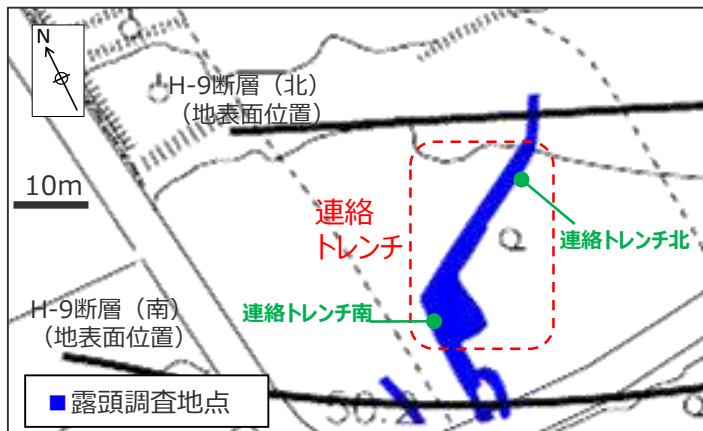 N
H-9断層（北）
（地表面位置）
10m
連絡
トレンチ
連絡トレンチ北
連絡トレンチ南
H-9断層（南）
（地表面位置）
■露頭調査地点
50.2